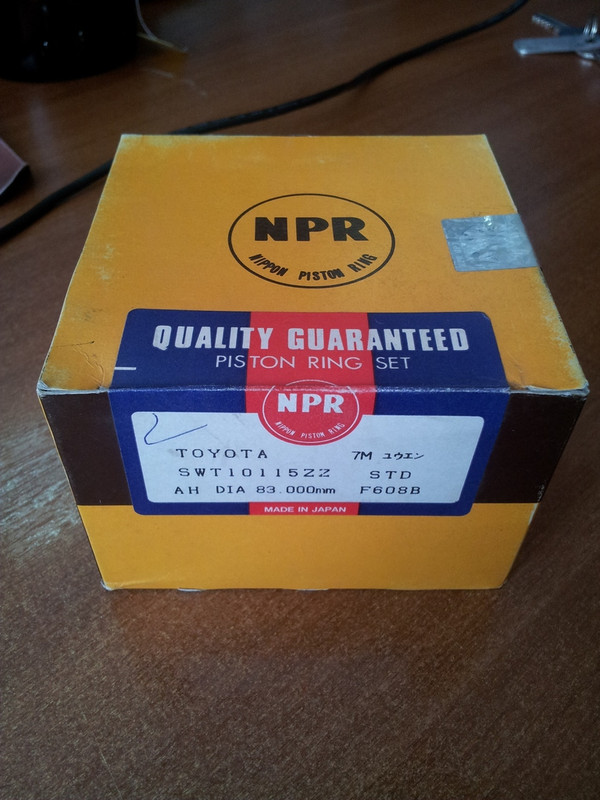 NPR
NIPPON PISTON RING
QUALITY GUARANTEED
PISTON RING SET
NPR
NIPPON PISTON RING
TOYOTA 7M ユウエン
SWT10115ZZ STD
AH DIA 83.000mm F608B
MADE IN JAPAN